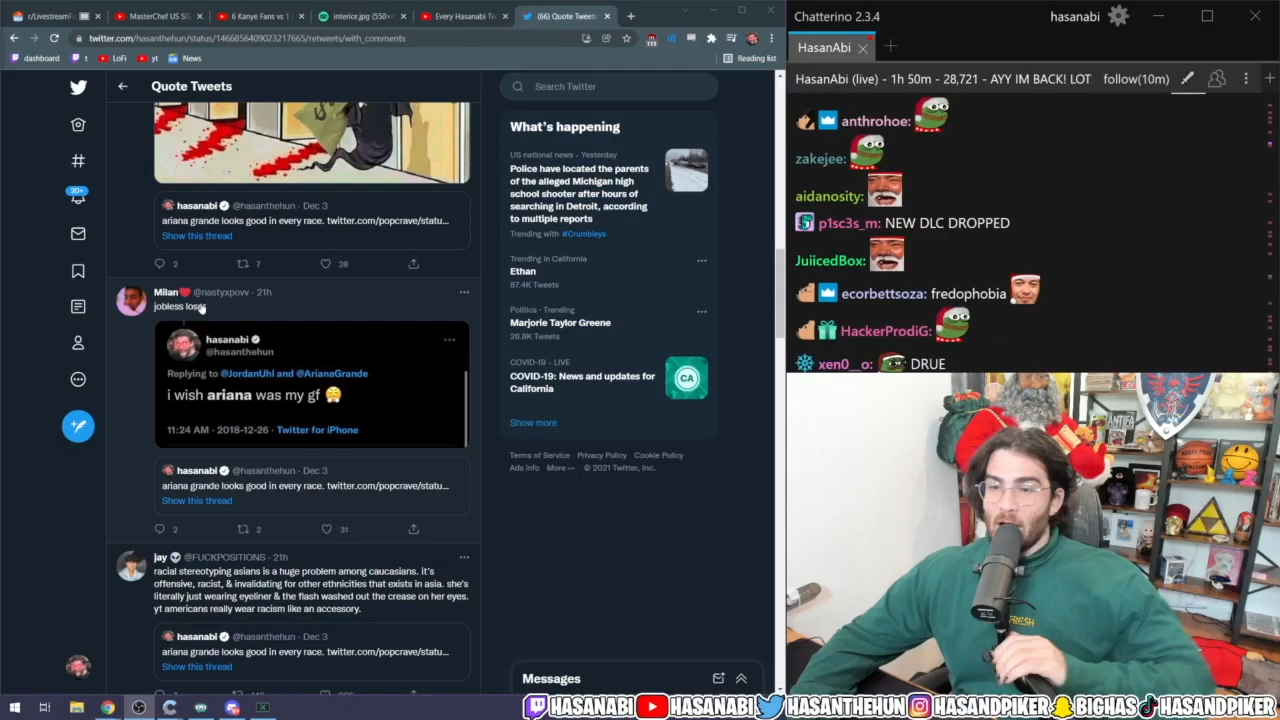 r/Livestream
MasterChef US S0
6 Kanye Fans vs 1
interior.jpg (550×4
Every Hasanabi Tw
(66) Quote Tweets
twitter.com/hasanthehun/status/1466856409023217665/retweets/with_comments
113
dashboard
t
LoFi
yt
News
Reading list
Quote Tweets
Search Twitter
20+
hasanabi @hasanthehun · Dec 3
ariana grande looks good in every race. twitter.com/popcrave/statu...
Show this thread
2 7 28
Milan @nastyxpovv · 21h
jobless loser
hasanabi
@hasanthehun
Replying to @JordanUhl and @ArianaGrande
i wish ariana was my gf
11:24 AM · 2018-12-26 · Twitter for iPhone
hasanabi @hasanthehun · Dec 3
ariana grande looks good in every race. twitter.com/popcrave/statu...
Show this thread
2 2 31
jay @FUCKPOSITIONS · 21h
racial stereotyping asians is a huge problem among caucasians. it's
offensive, racist, & invalidating for other ethnicities that exists in asia. she's
literally just wearing eyeliner & the flash washed out the crease on her eyes.
yt americans really wear racism like an accessory.
hasanabi @hasanthehun · Dec 3
ariana grande looks good in every race. twitter.com/popcrave/statu...
Show this thread
What's happening
US national news · Yesterday
Police have located the parents
of the alleged Michigan high
school shooter after hours of
searching in Detroit, according
to multiple reports
Trending with #Crumbleys
Trending in California
Ethan
87.4K Tweets
Politics · Trending
Marjorie Taylor Greene
26.8K Tweets
COVID-19 · LIVE
COVID-19: News and updates for
California
CA
Show more
Terms of Service Privacy Policy Cookie Policy
Ads info More ··· © 2021 Twitter, Inc.
Messages
Chatterino 2.3.4
hasanabi
HasanAbi
HasanAbi (live) - 1h 50m - 28,721 - AYY IM BACK! LOT follow(10m)
anthrohoe:
zakejee:
aidanosity:
p1sc3s_m: NEW DLC DROPPED
JuiicedBox:
ecorbettsoza: fredophobia
HackerProdiG:
xen0__o: DRUE
ANTIFA
FRESH
HASANABI HASANABI HASANTHEHUN HASANDPIKER BIGHAS HASANDPIKER